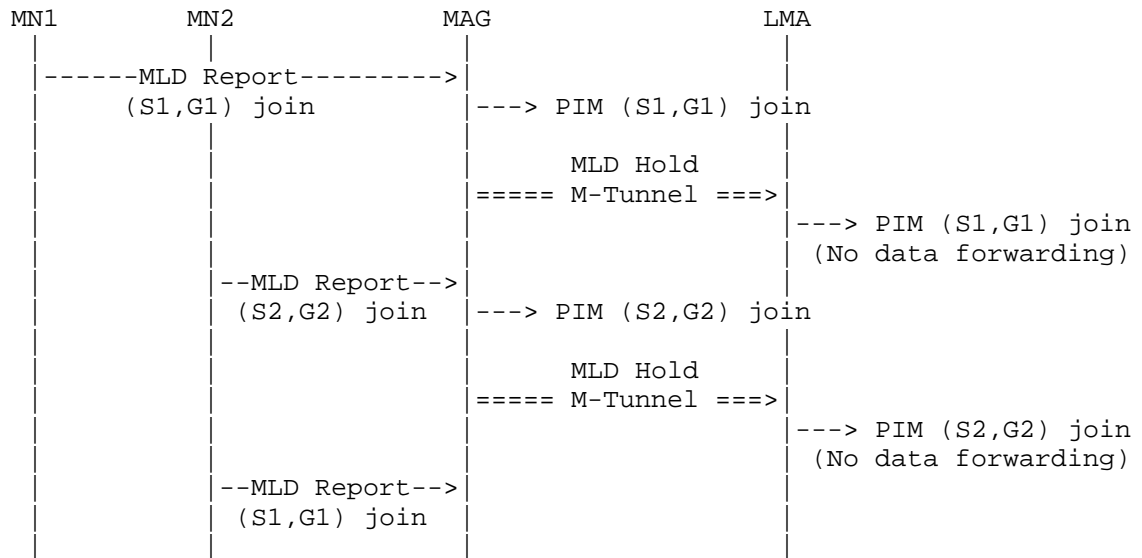 MN1 MN2 MAG LMA
------MLD Report--------->
(S1,G1) join ---> PIM (S1,G1) join
MLD Hold
===== M-Tunnel ===>
---> PIM (S1,G1) join
(No data forwarding)
--MLD Report-->
(S2,G2) join ---> PIM (S2,G2) join
MLD Hold
===== M-Tunnel ===>
---> PIM (S2,G2) join
(No data forwarding)
--MLD Report-->
(S1,G1) join